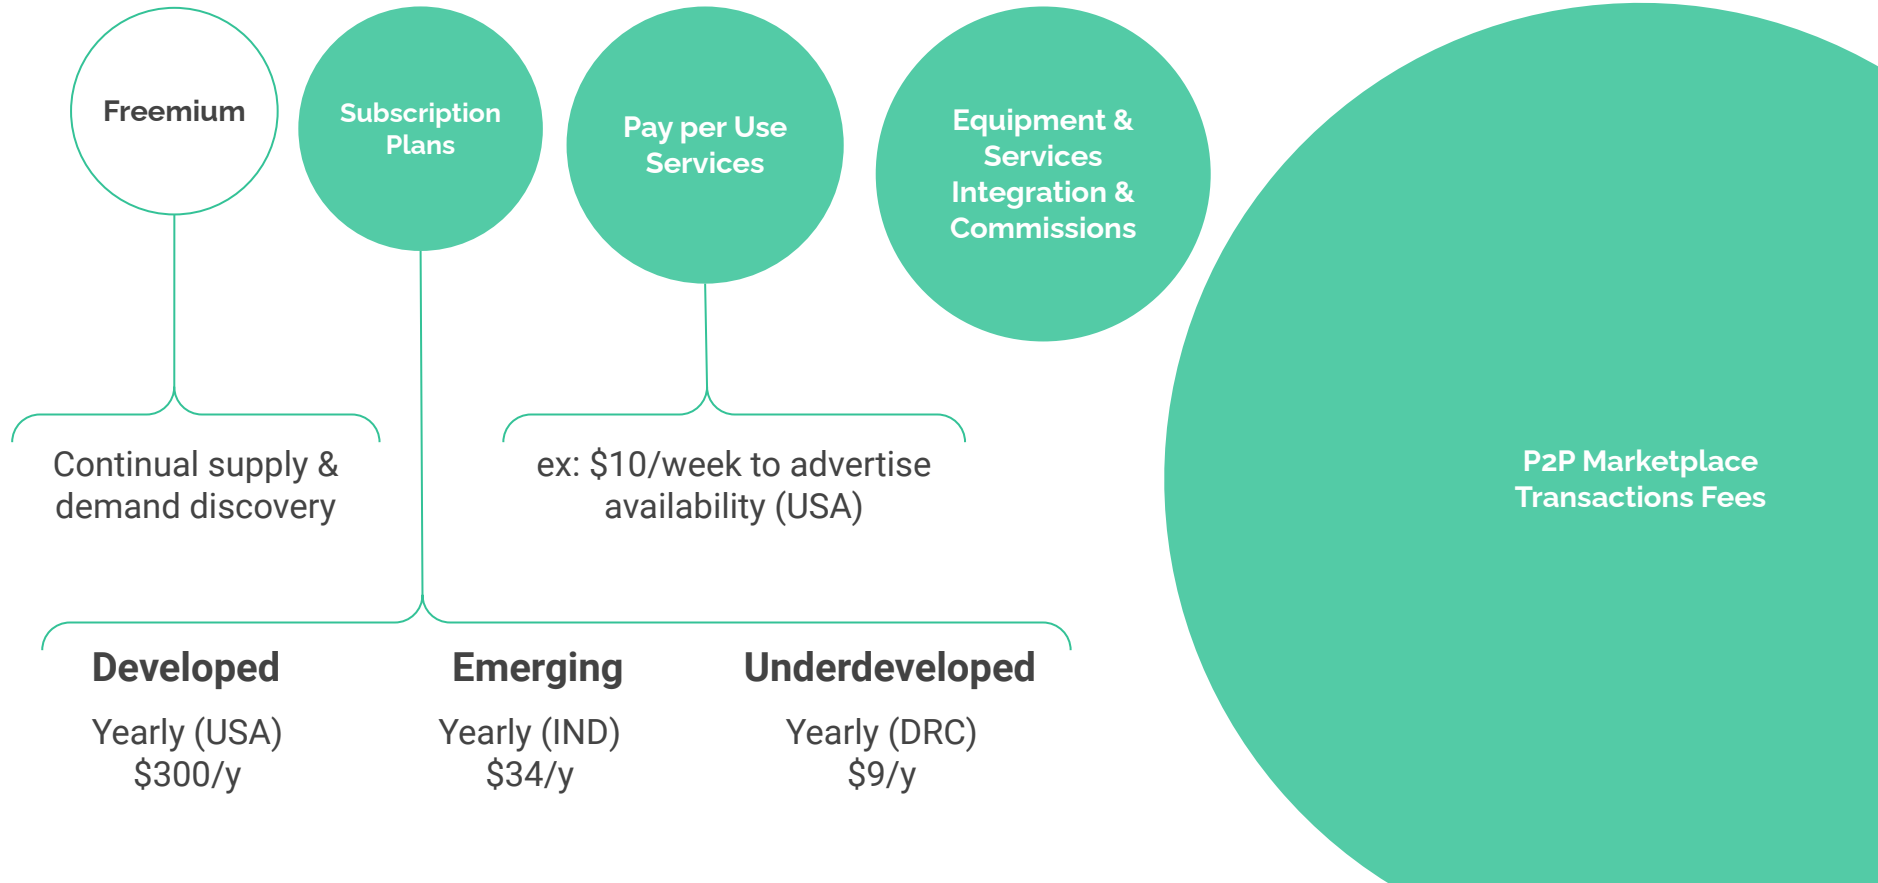 Freemium
Subscription
Plans
Pay per Use
Services
Equipment &
Services
Integration &
Commissions
P2P Marketplace
Transactions Fees
Continual supply &
demand discovery
ex: $10/week to advertise
availability (USA)
Developed
Yearly (USA)
$300/y
Emerging
Yearly (IND)
$34/y
Underdeveloped
Yearly (DRC)
$9/y